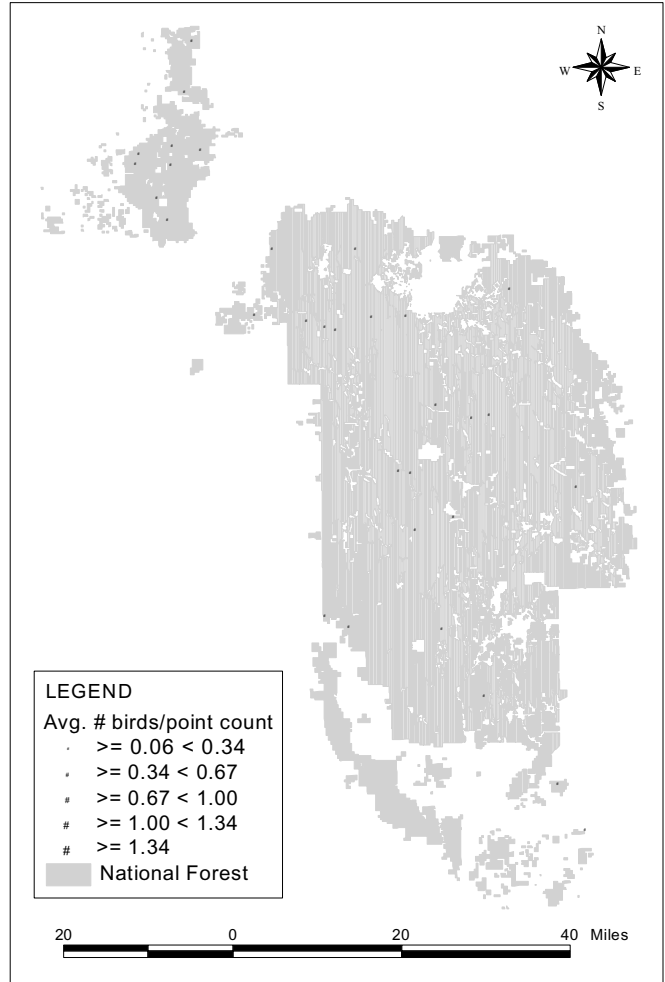 N
W E
S
LEGEND
Avg. # birds/point count
>= 0.06 < 0.34
# >= 0.34 < 0.67
# >= 0.67 < 1.00
# >= 1.00 < 1.34
# >= 1.34
National Forest
20 0 20 40 Miles